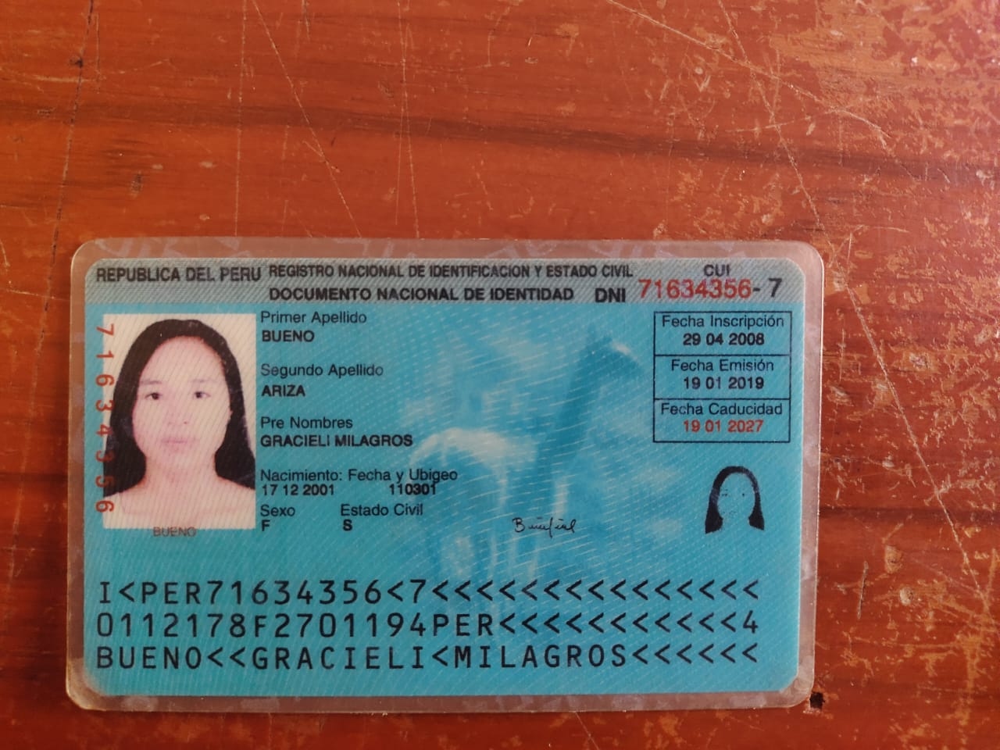 REPUBLICA DEL PERU REGISTRO NACIONAL DE IDENTIFICACION Y ESTADO CIVIL
DOCUMENTO NACIONAL DE IDENTIDAD DNI
CUI
71634356-7
71634356
BUENO
Primer Apellido
BUENO
Segundo Apellido
ARIZA
Pre Nombres
GRACIELI MILAGROS
Nacimiento: Fecha y Ubigeo
17 12 2001 110301
Sexo Estado Civil
F S
Fecha Inscripción
29 04 2008
Fecha Emisión
19 01 2019
Fecha Caducidad
19 01 2027
I<PER71634356<7<<<<<<<<<<<<<<<
0112178F2701194PER<<<<<<<<<<<4
BUENO<<GRACIELI<MILAGROS<<<<<<